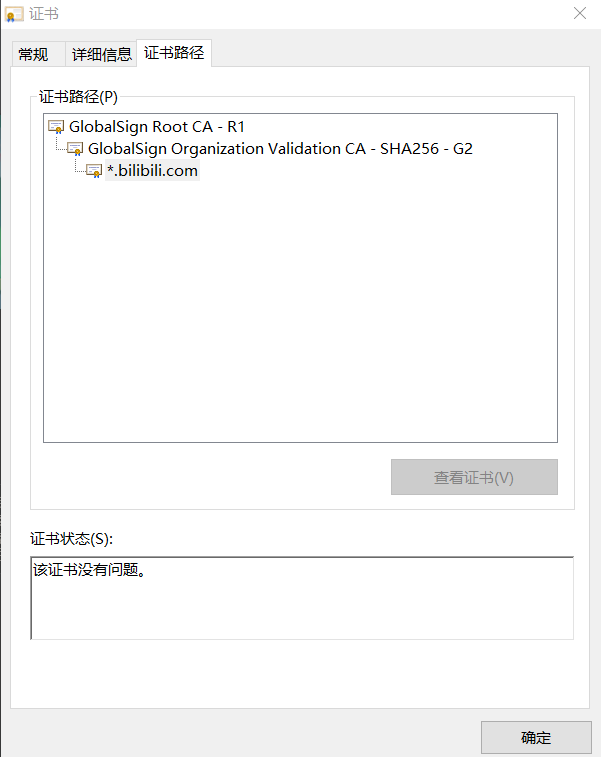 证书
常规
详细信息
证书路径
证书路径(P)
GlobalSign Root CA - R1
GlobalSign Organization Validation CA - SHA256 - G2
*.bilibili.com
查看证书(V)
证书状态(S):
该证书没有问题。
确定